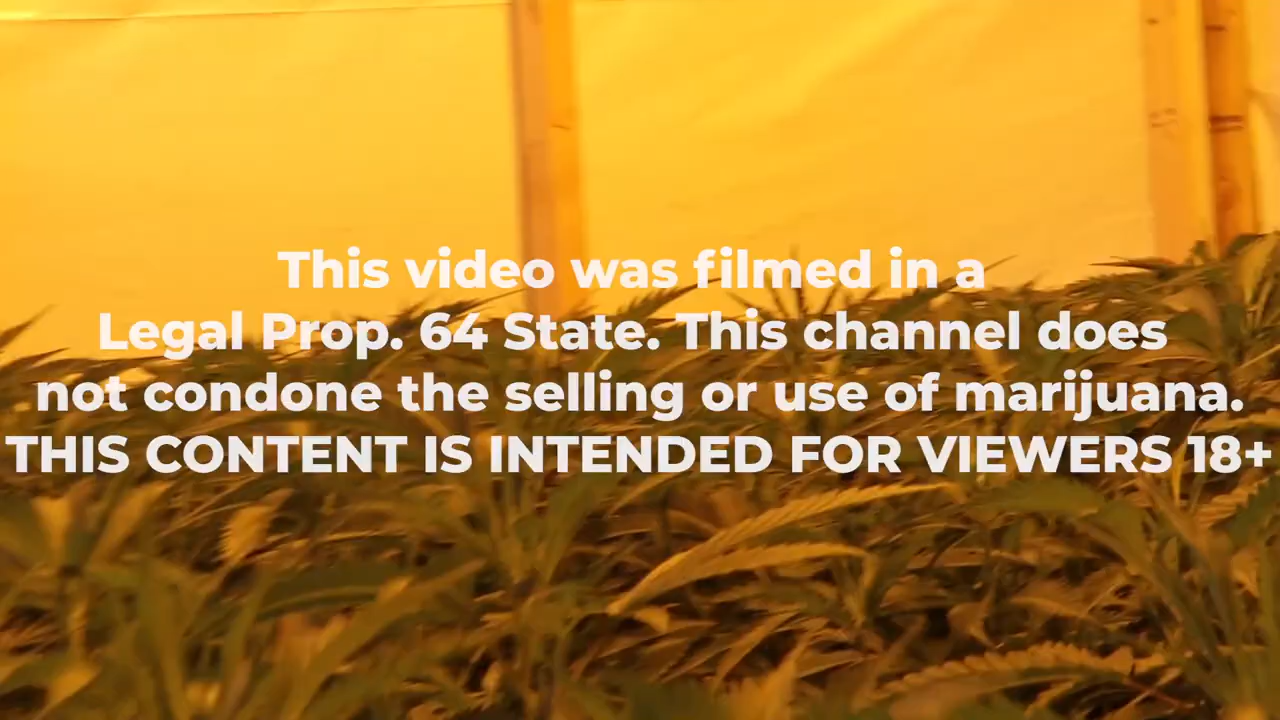 This video was filmed in a
Legal Prop. 64 State. This channel does
not condone the selling or use of marijuana.
THIS CONTENT IS INTENDED FOR VIEWERS 18+